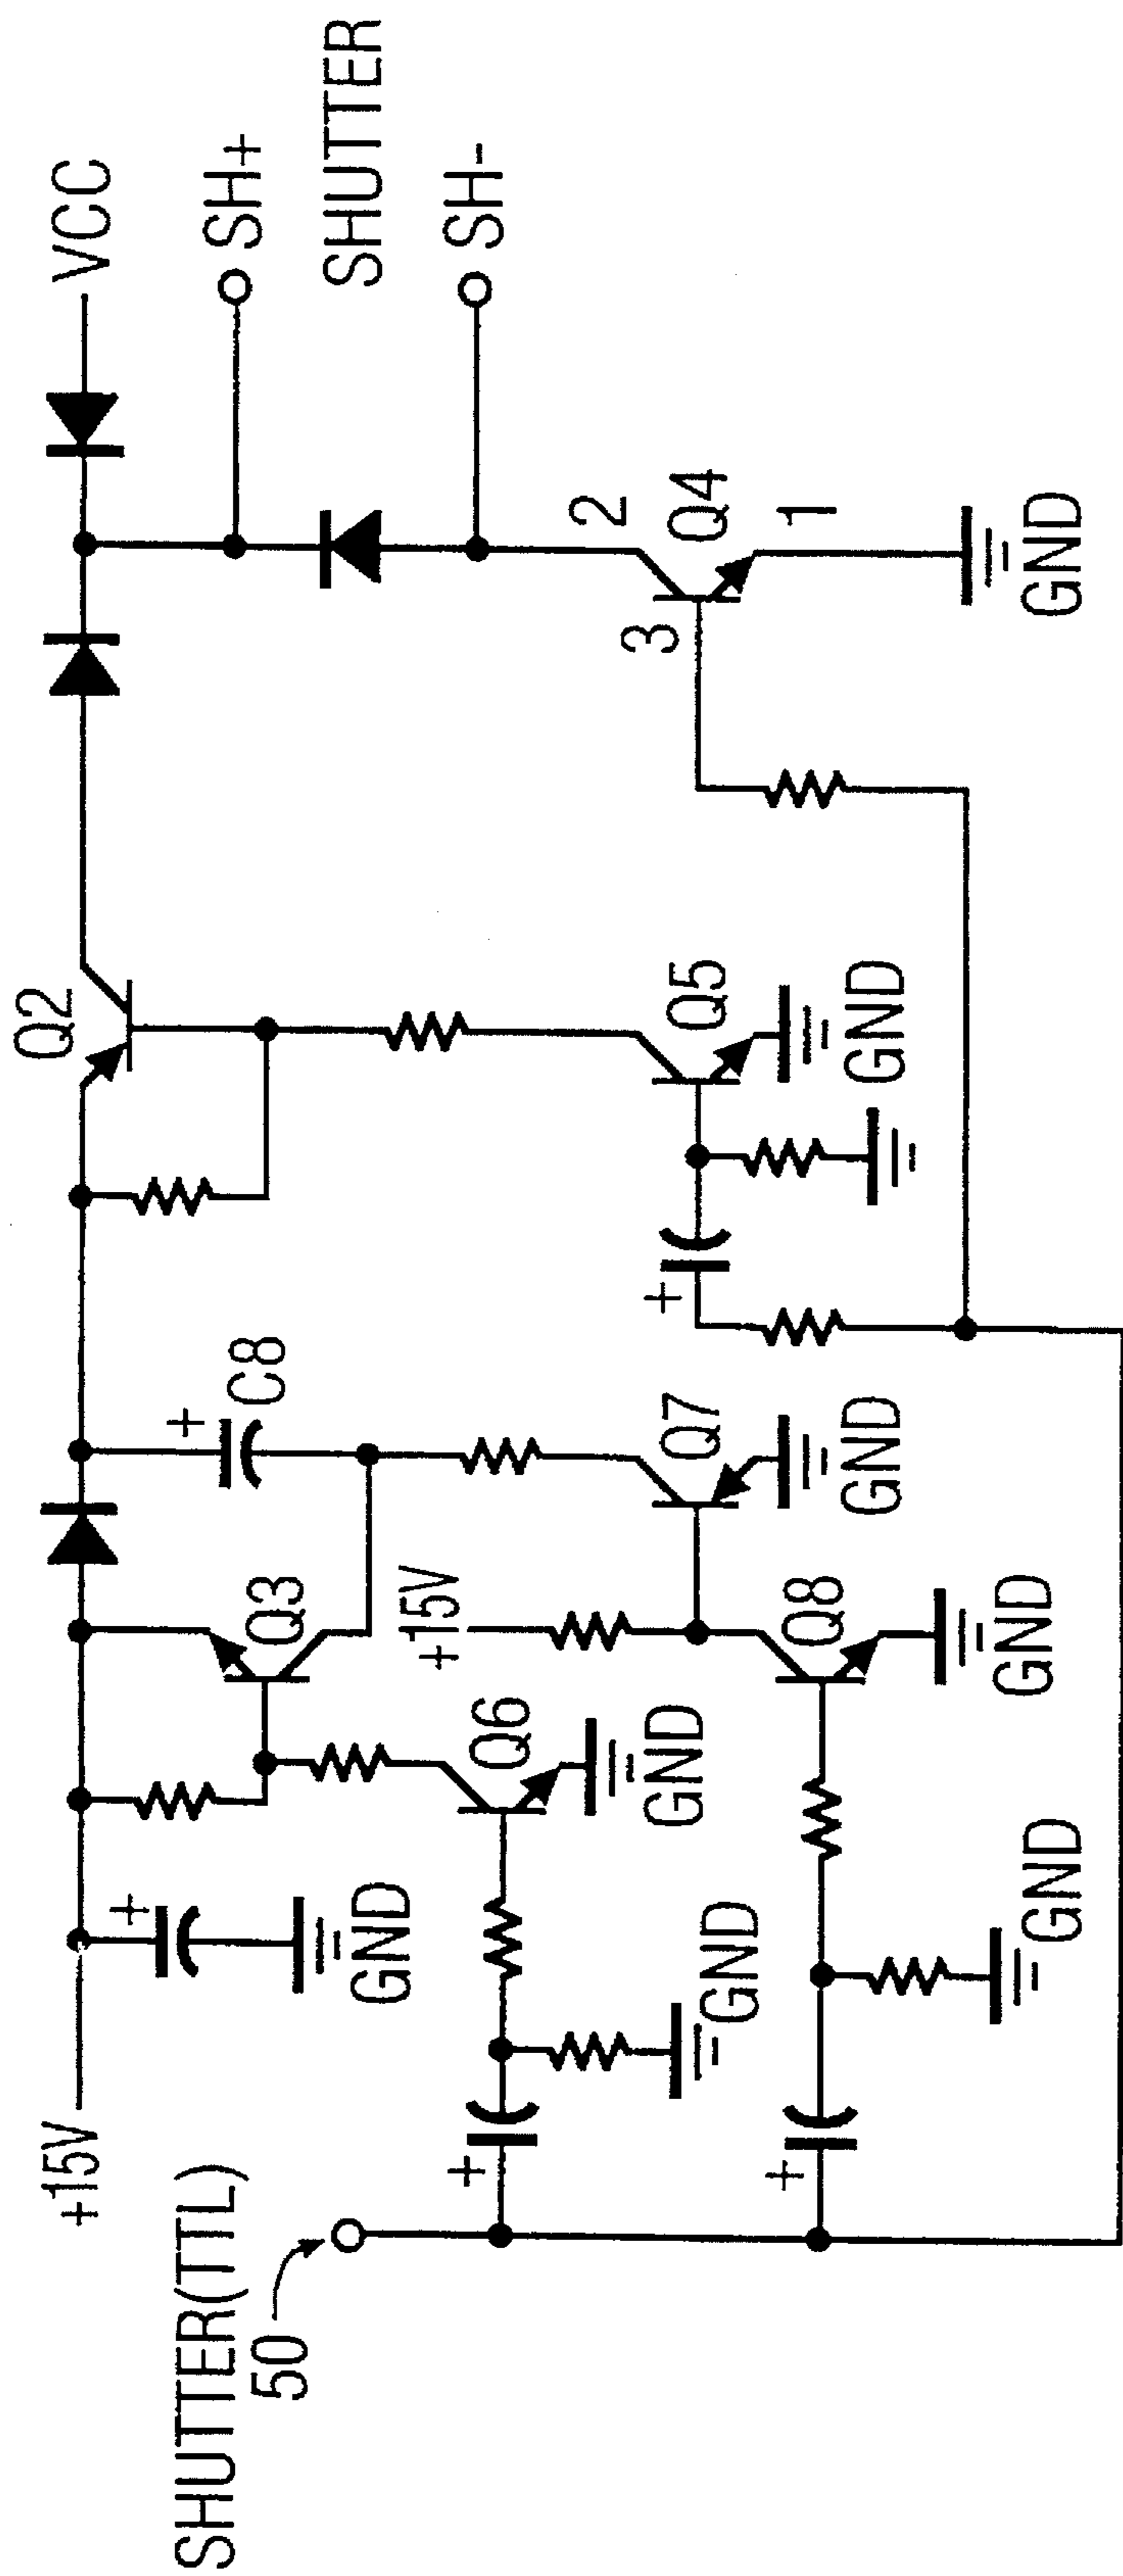 +15V
VCC
Q2
SH+
SHUTTER
SH-
+
C8
Q3
+
GND
SHUTTER(TTL)
50
2
Q4
3
1
GND
Q5
GND
+
Q7
GND
+15V
Q6
GND
+
GND
Q8
GND
+
GND